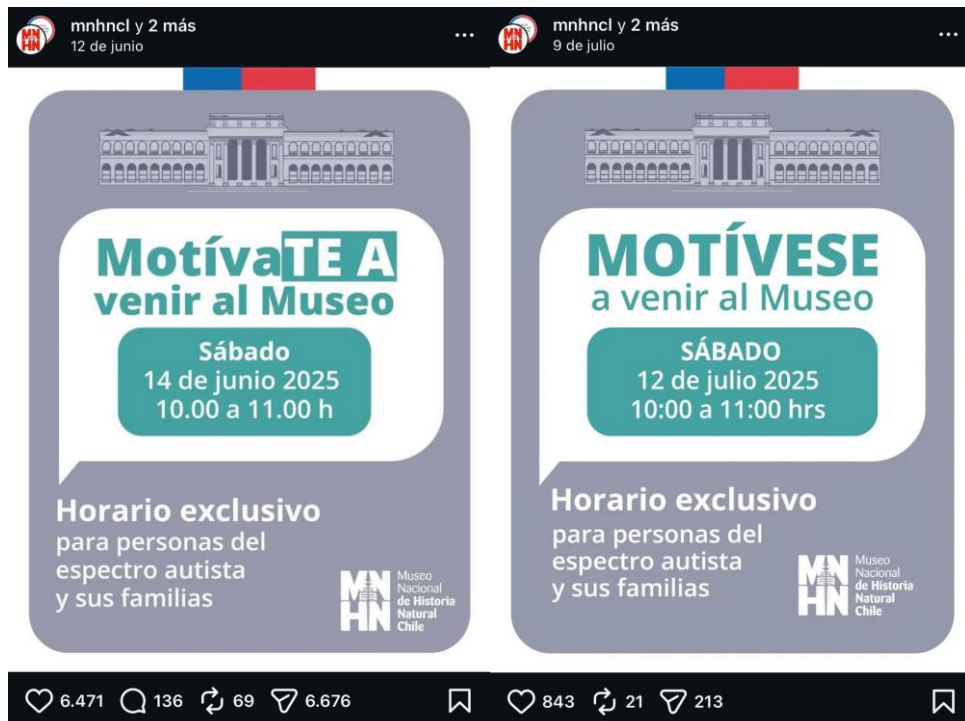 mnhncl y 2 más
12 de junio
MotívaTE A
venir al Museo
Sábado
14 de junio 2025
10.00 a 11.00 h
Horario exclusivo
para personas del
espectro autista
y sus familias
MN
HN
Museo
Nacional
de Historia
Natural
Chile
6.471 136 69 6.676
mnhncl y 2 más
9 de julio
MOTÍVESE
a venir al Museo
SÁBADO
12 de julio 2025
10:00 a 11:00 hrs
Horario exclusivo
para personas del
espectro autista
y sus familias
MN
HN
Museo
Nacional
de Historia
Natural
Chile
843 21 213